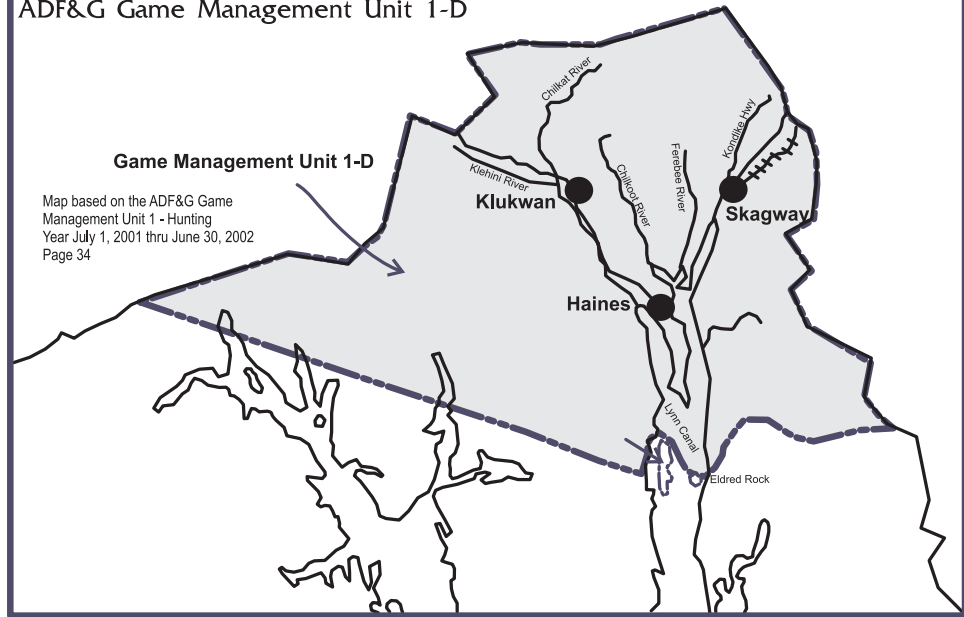 ADF&G Game Management Unit 1-D
Chilkat River
Kondike Hwy
Game Management Unit 1-D
Ferebee River
Chilkoot River
Klehini River
Klukwan
Skagway
Map based on the ADF&G Game
Management Unit 1 - Hunting
Year July 1, 2001 thru June 30, 2002
Page 34
Haines
Lynn Canal
Eldred Rock